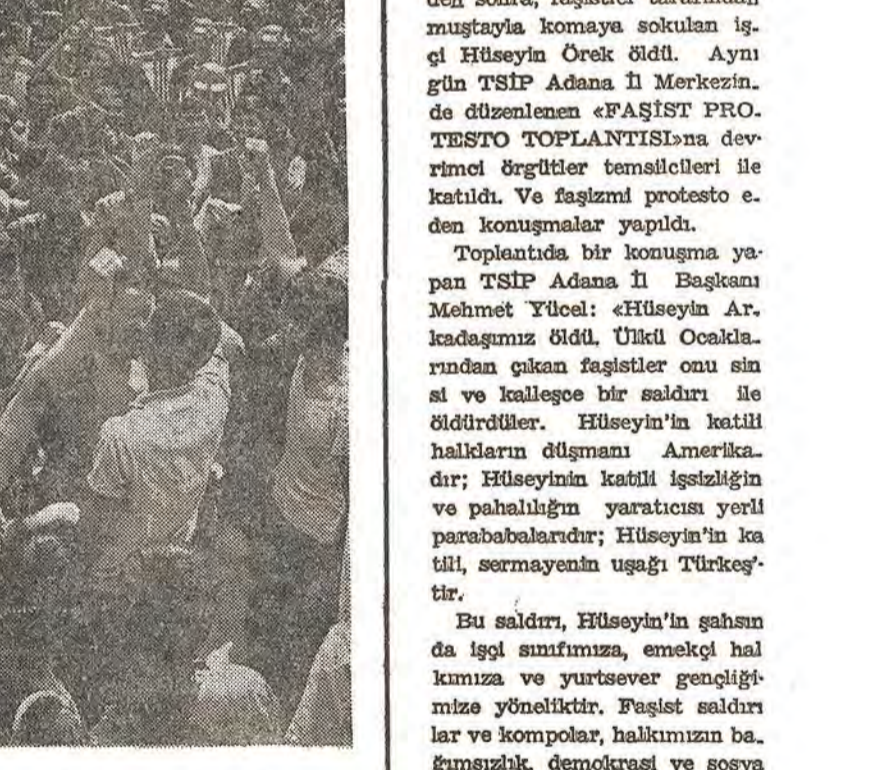 den sonra, faşistler tarafından
muştayla komaya sokulan iş-
çi Hüseyin Örek öldü. Aynı
gün TSİP Adana İl Merkezin-
de düzenlenen «FAŞİST PRO-
TESTO TOPLANTISI»na dev-
rimci örgütler temsilcileri ile
katıldı. Ve faşizmi protesto e-
den konuşmalar yapıldı.
Toplantıda bir konuşma ya-
pan TSİP Adana İl Başkanı
Mehmet Yücel: «Hüseyin Ar-
kadaşımız öldü. Ülkü Ocakla-
rından çıkan faşistler onu sin
si ve kalleşce bir saldırı ile
öldürdüler. Hüseyin'in katili
halkların düşmanı Amerika-
dır; Hüseyinin katili işsizliğin
ve pahalılığın yaratıcısı yerli
parababalarıdır; Hüseyin'in ka
tili, sermayenin uşağı Türkeş'-
tir.
Bu saldırı, Hüseyin'in şahsın
da işçi sınıfımıza, emekçi hal
kımıza ve yurtsever gençliği-
mize yöneliktir. Faşist saldırı
lar ve kompolar, halkımızın ba-
ğımsızlık, demokrasi ve sosya